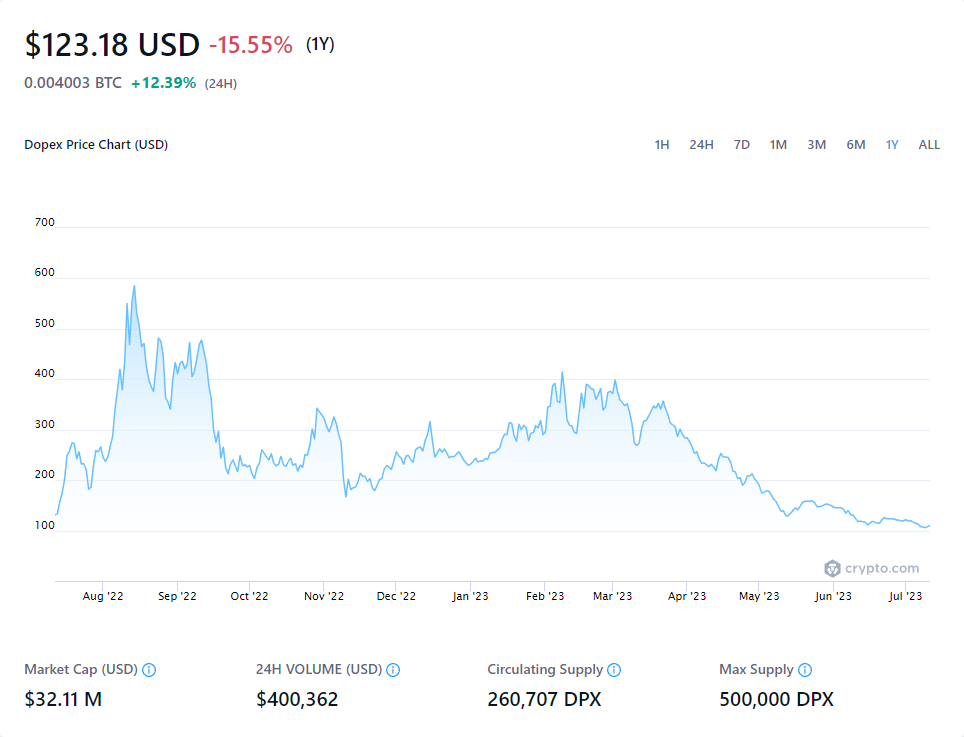 $123.18 USD -15.55% (1Y)
0.004003 BTC +12.39% (24H)
Dopex Price Chart (USD) 1H 24H 7D 1M 3M 6M 1Y ALL
700
600
500
400
300
200
100
crypto.com
Aug '22 Sep '22 Oct '22 Nov '22 Dec '22 Jan '23 Feb '23 Mar '23 Apr '23 May '23 Jun '23 Jul '23
Market Cap (USD) 24H VOLUME (USD) Circulating Supply Max Supply
$32.11 M $400,362 260,707 DPX 500,000 DPX